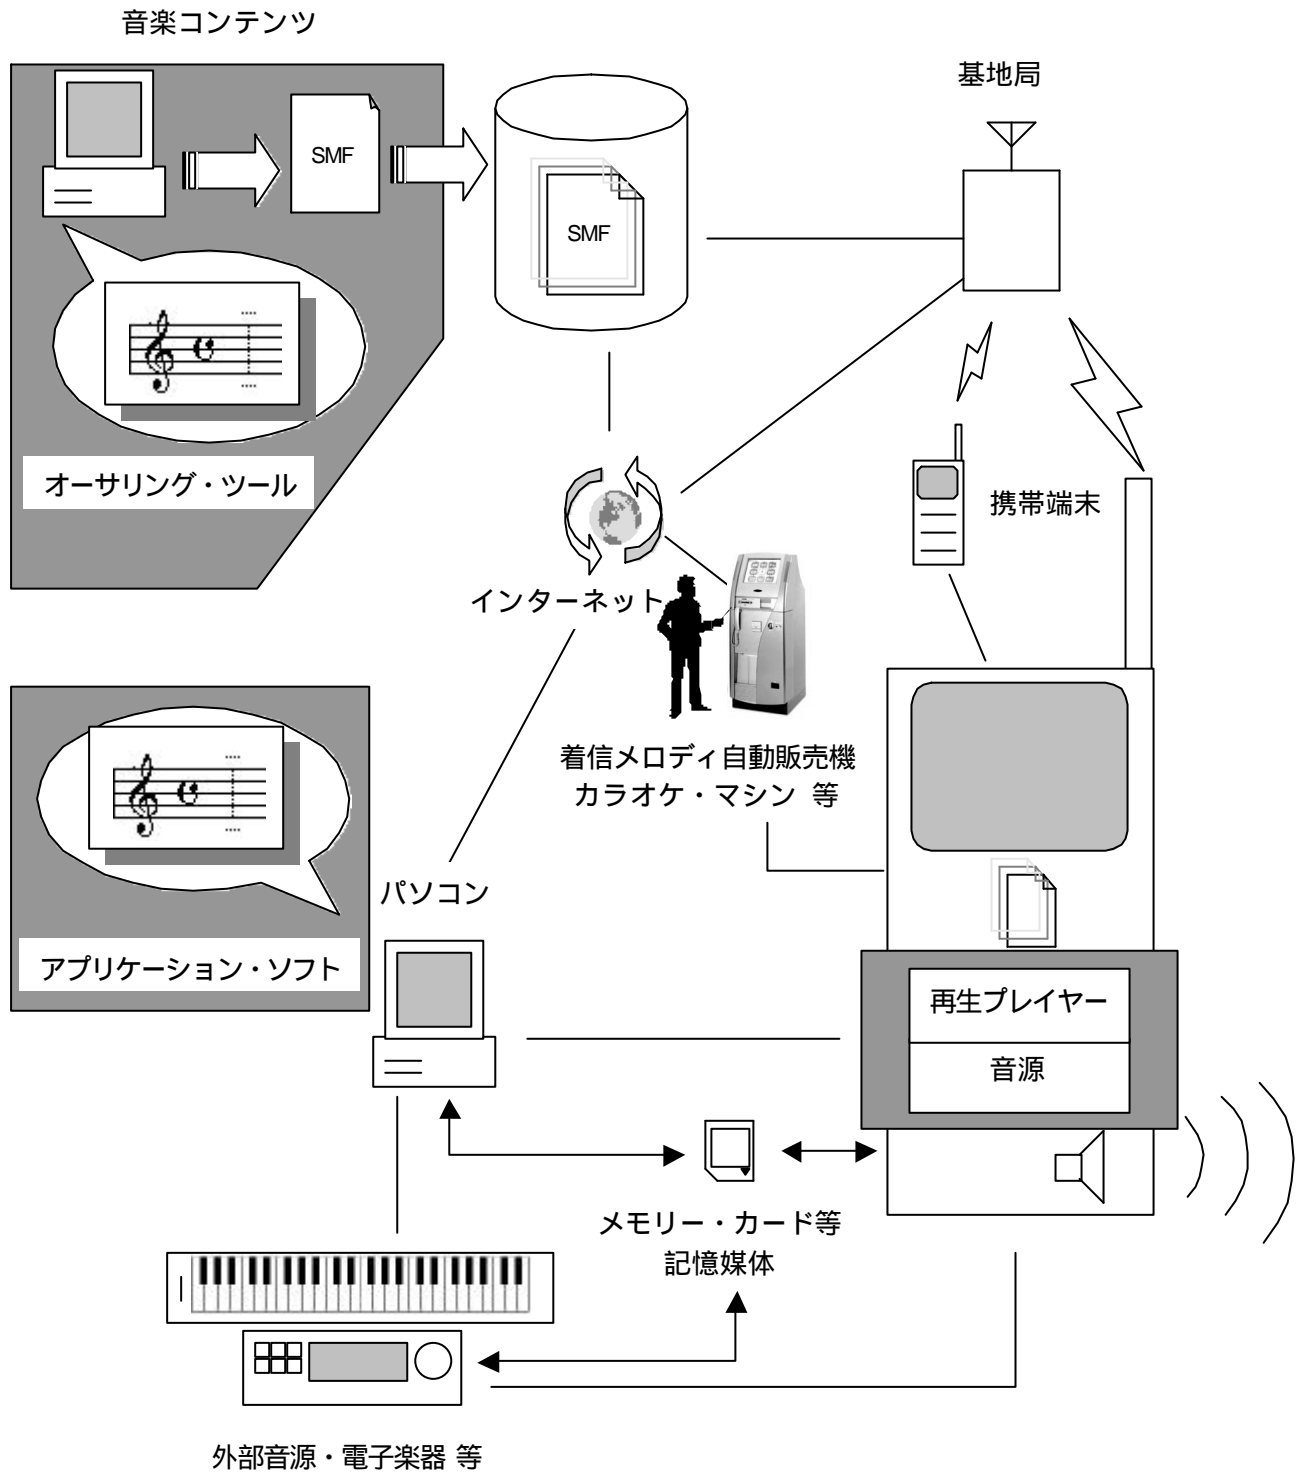 音楽コンテンツ
基地局
SMF
SMF
オーサリング・ツール
携帯端末
インターネット
着信メロディ自動販売機
カラオケ・マシン 等
パソコン
アプリケーション・ソフト
再生プレイヤー
音源
メモリー・カード等
記憶媒体
外部音源・電子楽器 等